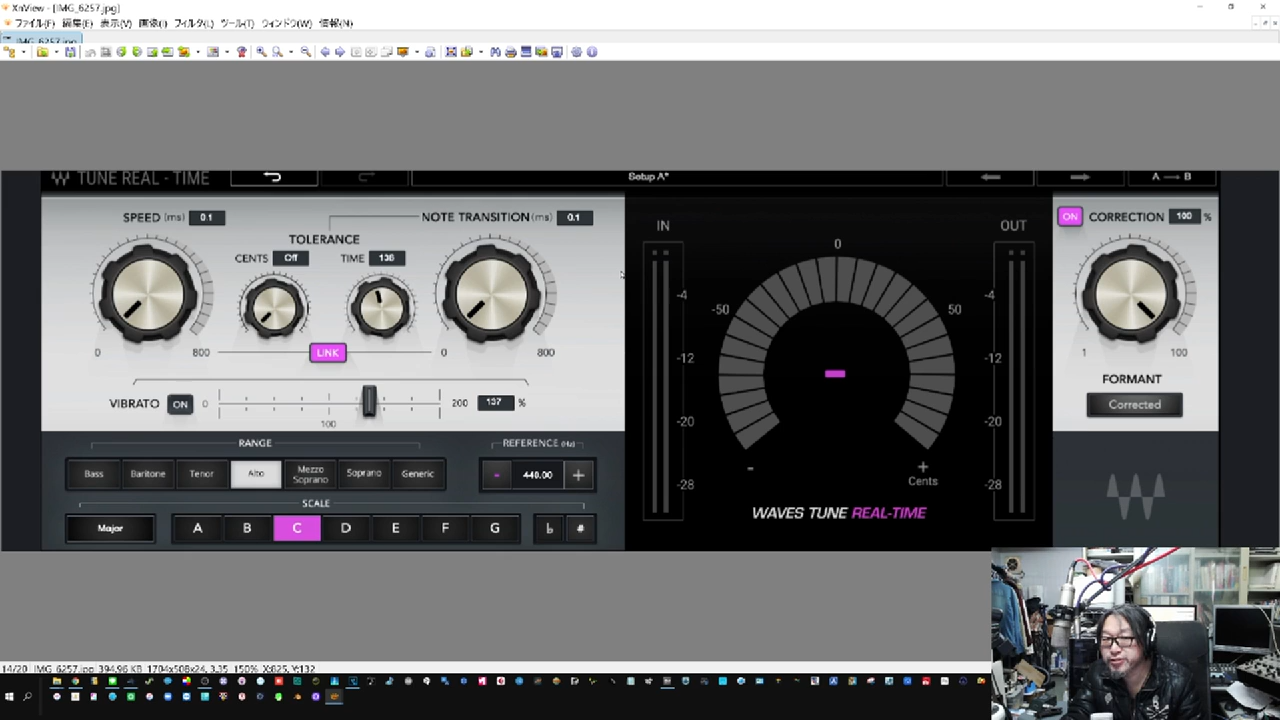 XnView - [IMG_6257.jpg]
ファイル(F) 編集(E) 表示(V) 画像(I) フィルタ(L) ツール(T) ウィンドウ(W) 情報(N)
IMG_6257.jpg
TUNE REAL - TIME
Setup A*
A → B
SPEED (ms) 0.1
NOTE TRANSITION (ms) 0.1
TOLERANCE
CENTS Off
TIME 130
0 800
LINK
0 800
VIBRATO ON 0
200 137 %
100
RANGE
Bass Baritone Tenor Alto Mezzo Soprano Soprano Generic
REFERENCE (Hz)
- 440.00 +
SCALE
Major A B C D E F G b #
IN
OUT
0
-50
50
-4
-12
-20
-28
-4
-12
-20
-28
-
+
Cents
WAVES TUNE REAL-TIME
ON CORRECTION 100 %
1 100
FORMANT
Corrected
14/20 IMG_6257.jpg 394.96 KB 1704x508x24, 3.35 150% X:825, Y:132